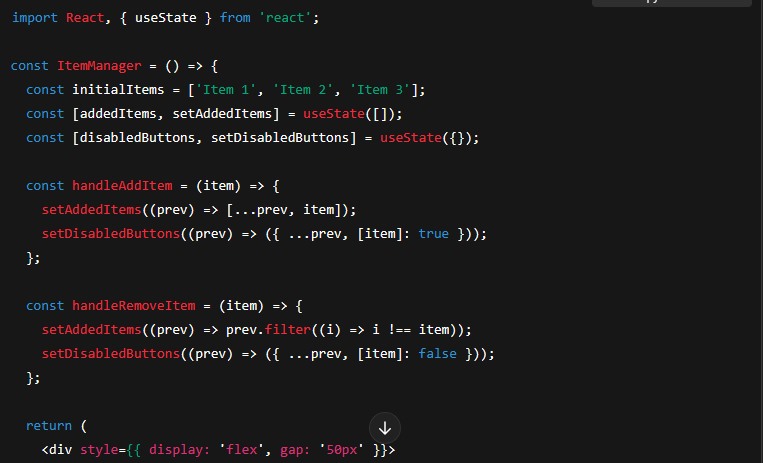 import React, { useState } from 'react';
const ItemManager = () => {
const initialItems = ['Item 1', 'Item 2', 'Item 3'];
const [addedItems, setAddedItems] = useState([]);
const [disabledButtons, setDisabledButtons] = useState({});
const handleAddItem = (item) => {
setAddedItems((prev) => [...prev, item]);
setDisabledButtons((prev) => ({ ...prev, [item]: true }));
};
const handleRemoveItem = (item) => {
setAddedItems((prev) => prev.filter((i) => i !== item));
setDisabledButtons((prev) => ({ ...prev, [item]: false }));
};
return (
<div style={{ display: 'flex', gap: '50px' }}>